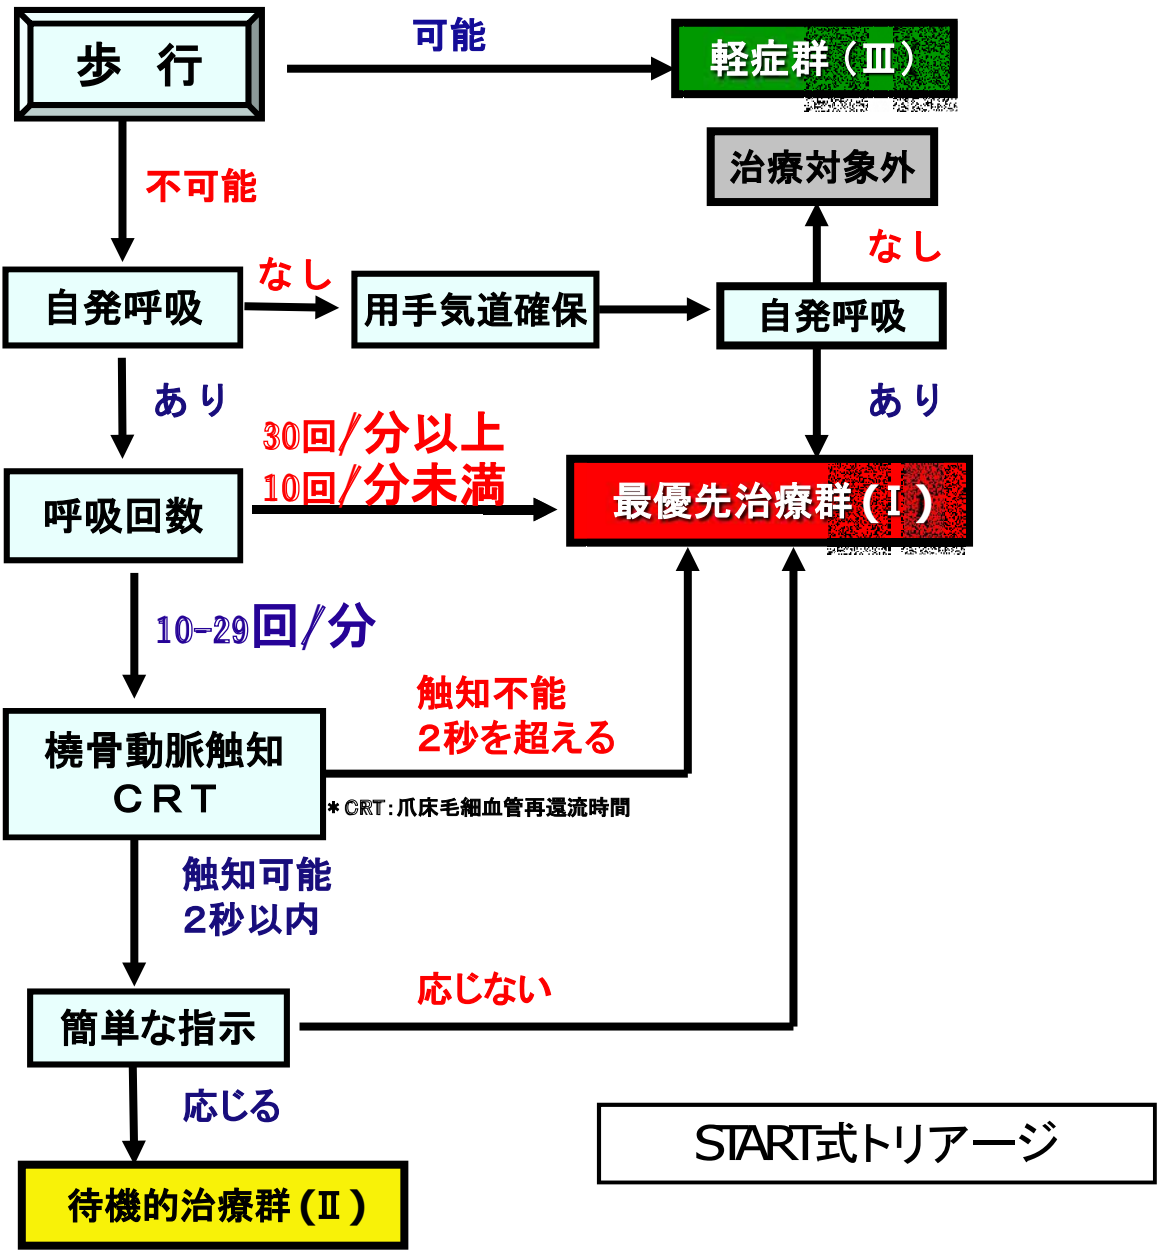 歩 行
可能
軽症群（Ⅲ）
不可能
治療対象外
なし
自発呼吸
なし
用手気道確保
自発呼吸
あり
あり
30回/分以上
10回/分未満
呼吸回数
最優先治療群(Ⅰ)
10-29回/分
触知不能
２秒を超える
橈骨動脈触知
ＣＲＴ
*CRT：爪床毛細血管再還流時間
触知可能
２秒以内
応じない
簡単な指示
応じる
START式トリアージ
待機的治療群(Ⅱ)